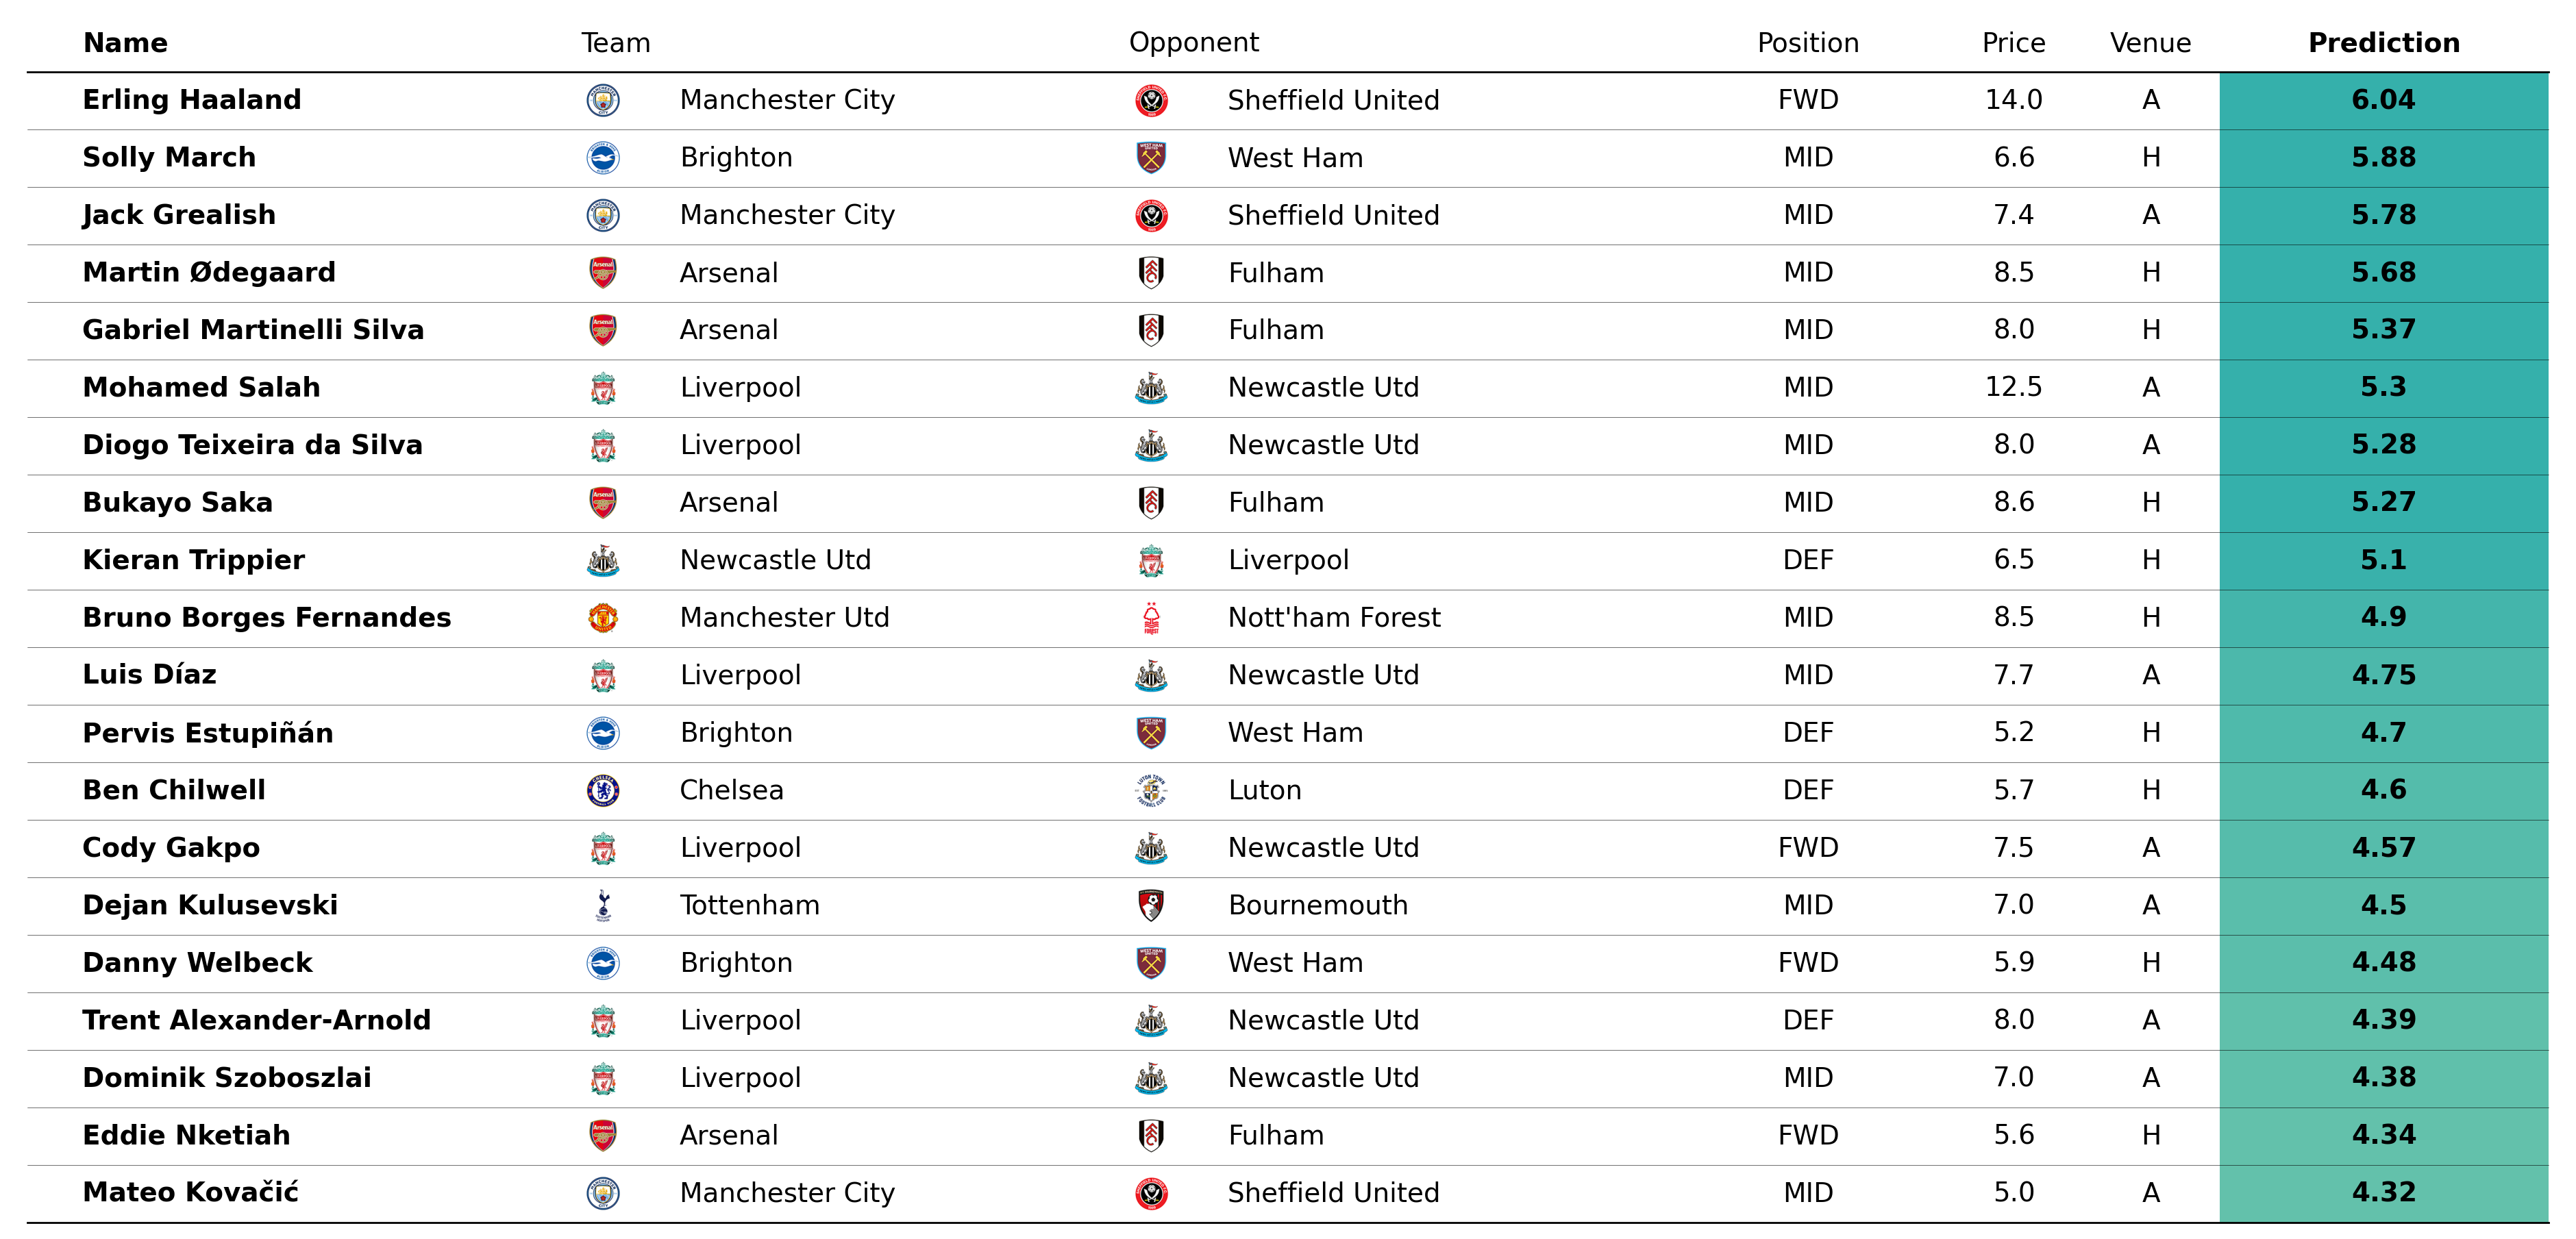 Name Team Opponent Position Price Venue Prediction
Erling Haaland Manchester City Sheffield United FWD 14.0 A 6.04
Solly March Brighton West Ham MID 6.6 H 5.88
Jack Grealish Manchester City Sheffield United MID 7.4 A 5.78
Martin Ødegaard Arsenal Fulham MID 8.5 H 5.68
Gabriel Martinelli Silva Arsenal Fulham MID 8.0 H 5.37
Mohamed Salah Liverpool Newcastle Utd MID 12.5 A 5.3
Diogo Teixeira da Silva Liverpool Newcastle Utd MID 8.0 A 5.28
Bukayo Saka Arsenal Fulham MID 8.6 H 5.27
Kieran Trippier Newcastle Utd Liverpool DEF 6.5 H 5.1
Bruno Borges Fernandes Manchester Utd Nott'ham Forest MID 8.5 H 4.9
Luis Díaz Liverpool Newcastle Utd MID 7.7 A 4.75
Pervis Estupiñán Brighton West Ham DEF 5.2 H 4.7
Ben Chilwell Chelsea Luton DEF 5.7 H 4.6
Cody Gakpo Liverpool Newcastle Utd FWD 7.5 A 4.57
Dejan Kulusevski Tottenham Bournemouth MID 7.0 A 4.5
Danny Welbeck Brighton West Ham FWD 5.9 H 4.48
Trent Alexander-Arnold Liverpool Newcastle Utd DEF 8.0 A 4.39
Dominik Szoboszlai Liverpool Newcastle Utd MID 7.0 A 4.38
Eddie Nketiah Arsenal Fulham FWD 5.6 H 4.34
Mateo Kovačić Manchester City Sheffield United MID 5.0 A 4.32